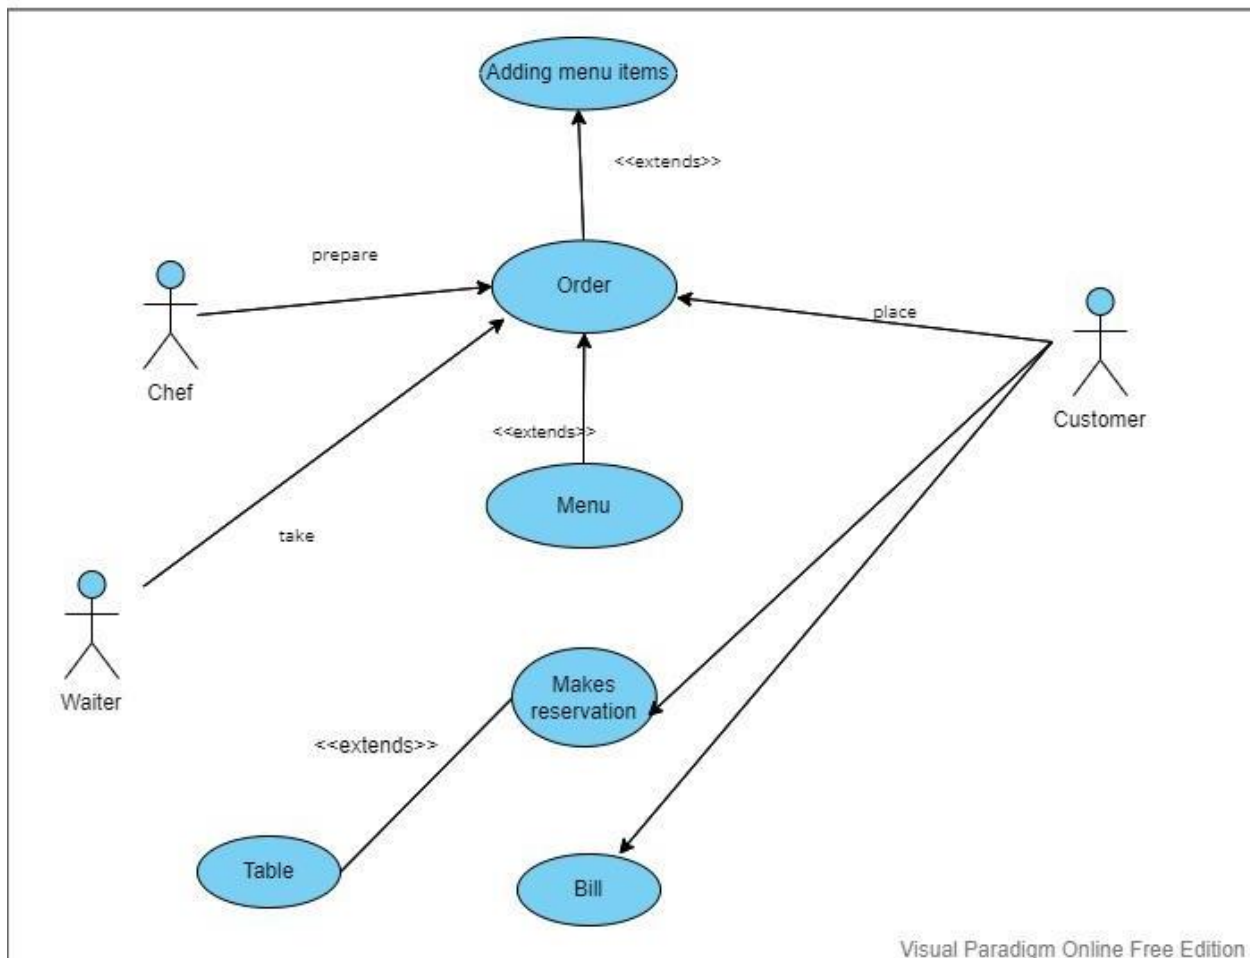 Adding menu items
<<extends>>
prepare
Order
place
Chef
Customer
<<extends>>
Menu
take
Waiter
Makes
reservation
<<extends>>
Table
Bill
Visual Paradigm Online Free Edition